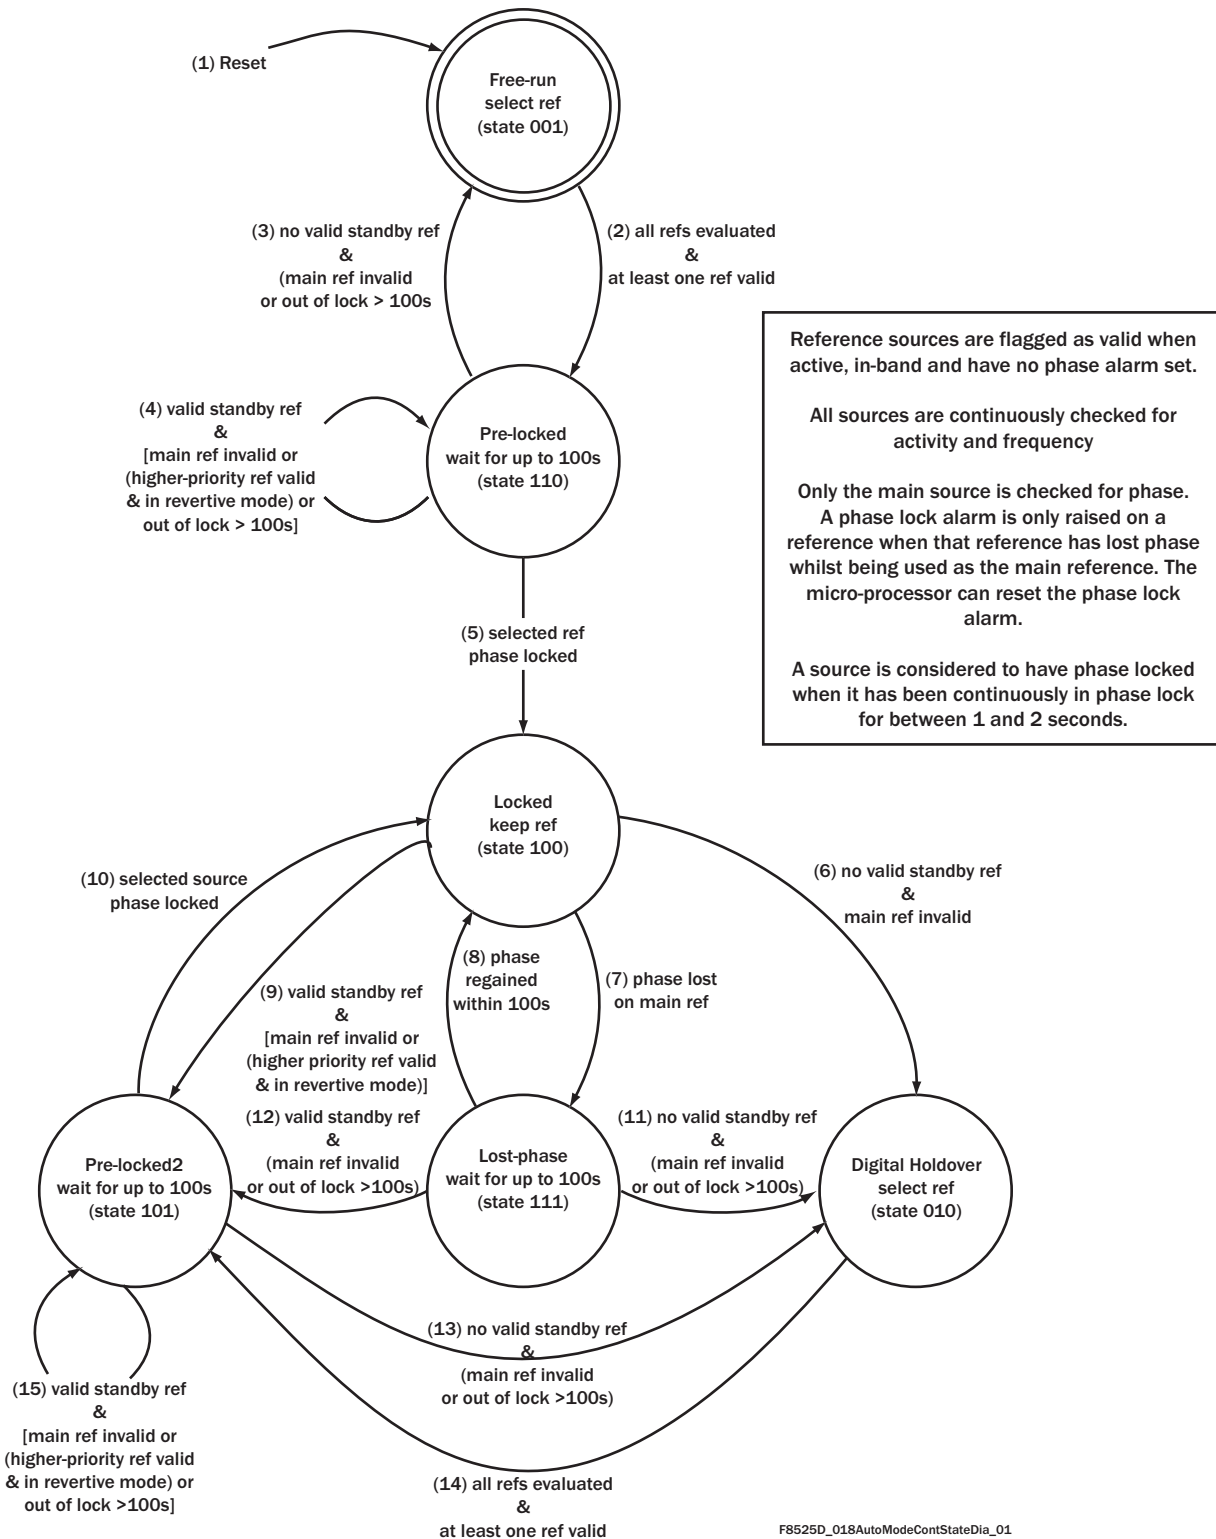 (1) Reset
Free-run
select ref
(state 001)
(3) no valid standby ref
&
(main ref invalid
or out of lock > 100s
(2) all refs evaluated
&
at least one ref valid
Reference sources are flagged as valid when
active, in-band and have no phase alarm set.
All sources are continuously checked for
activity and frequency
Only the main source is checked for phase.
A phase lock alarm is only raised on a
reference when that reference has lost phase
whilst being used as the main reference. The
micro-processor can reset the phase lock
alarm.
A source is considered to have phase locked
when it has been continuously in phase lock
for between 1 and 2 seconds.
(4) valid standby ref
&
[main ref invalid or
(higher-priority ref valid
& in revertive mode) or
out of lock > 100s]
Pre-locked
wait for up to 100s
(state 110)
(5) selected ref
phase locked
Locked
keep ref
(state 100)
(10) selected source
phase locked
(6) no valid standby ref
&
main ref invalid
(8) phase
regained
within 100s
(7) phase lost
on main ref
(9) valid standby ref
&
[main ref invalid or
(higher priority ref valid
& in revertive mode)]
(12) valid standby ref
&
(main ref invalid
or out of lock >100s)
(11) no valid standby ref
&
(main ref invalid
or out of lock >100s)
Pre-locked2
wait for up to 100s
(state 101)
Lost-phase
wait for up to 100s
(state 111)
Digital Holdover
select ref
(state 010)
(13) no valid standby ref
&
(main ref invalid
or out of lock >100s)
(15) valid standby ref
&
[main ref invalid or
(higher-priority ref valid
& in revertive mode) or
out of lock >100s]
(14) all refs evaluated
&
at least one ref valid
F8525D_018AutoModeContStateDia_01